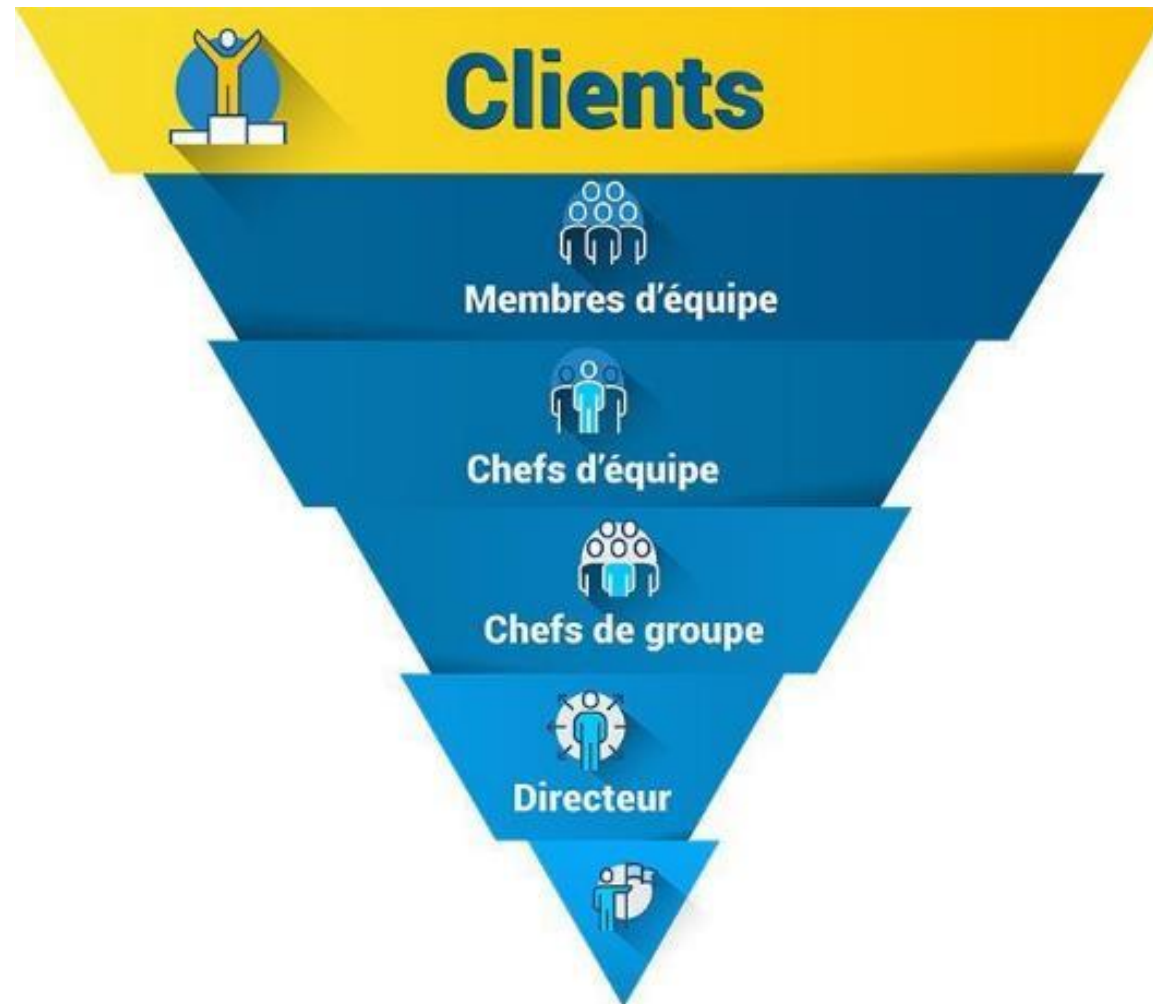 Clients
Membres d’équipe
Chefs d’équipe
Chefs de groupe
Directeur